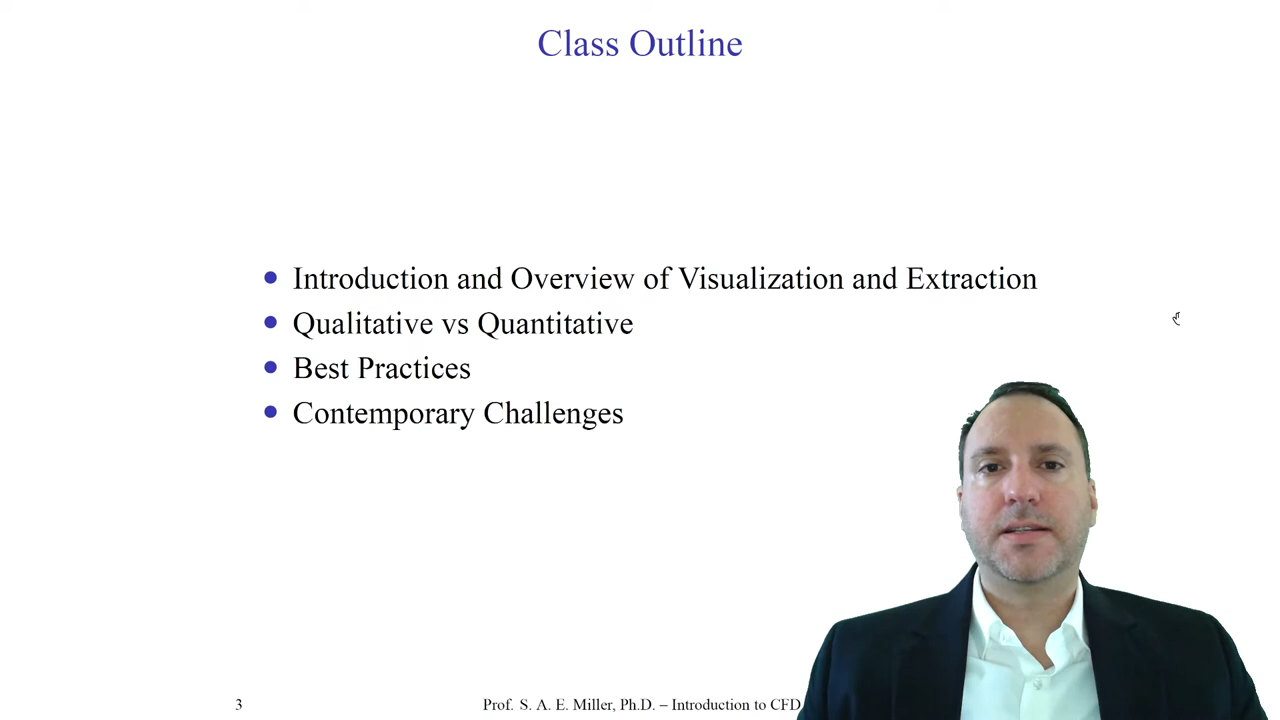 Class Outline
Introduction and Overview of Visualization and Extraction
Qualitative vs Quantitative
Best Practices
Contemporary Challenges
3
Prof. S. A. E. Miller, Ph.D. – Introduction to CFD